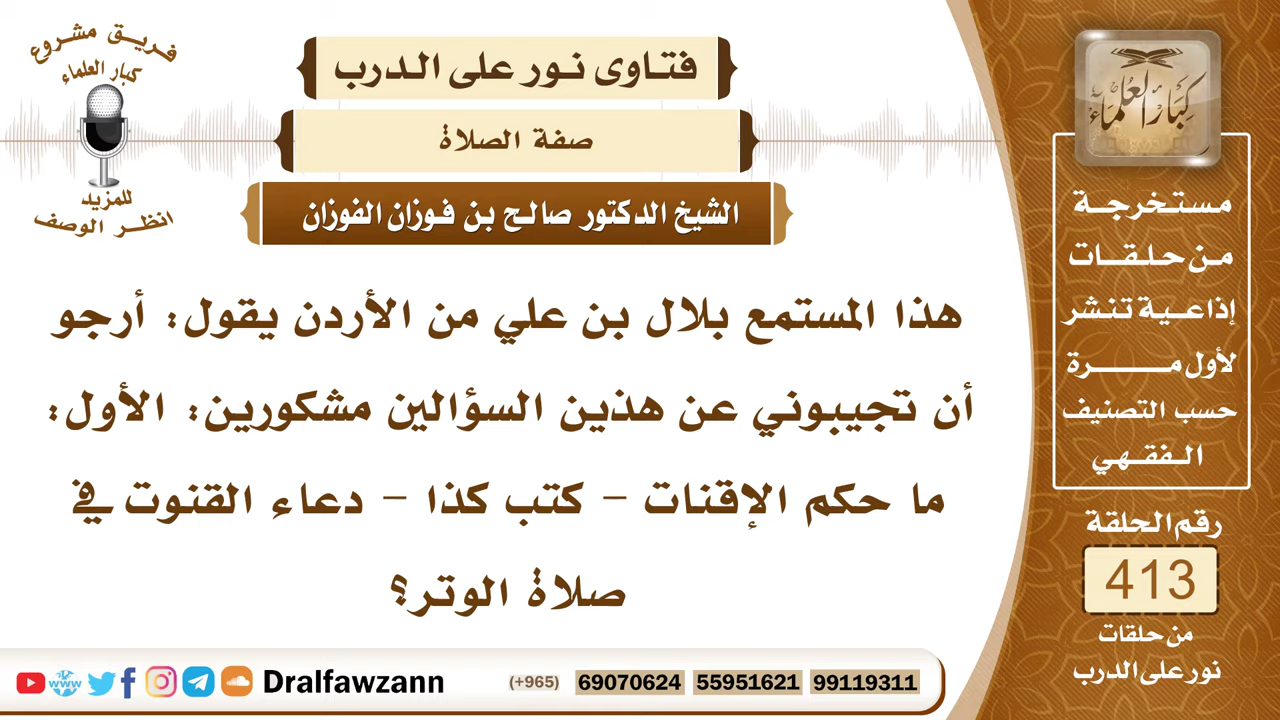 فريق مشروع
كبار العلماء
للمزيد
انظر الوصف
فتاوى نور على الدرب
صفة الصلاة
الشيخ الدكتور صالح بن فوزان الفوزان
هذا المستمع بلال بن علي من الأردن يقول: أرجو
أن تجيبوني عن هذين السؤالين مشكورين: الأول:
ما حكم الإقنات - كتب كذا - دعاء القنوت في
صلاة الوتر؟
كبار العلماء
مستخرجة
من حلقات
إذاعية تنشر
لأول مرة
حسب التصنيف
الفقهي
رقم الحلقة
413
من حلقات
نور على الدرب
www
Dralfawzann
(+965) 69070624 55951621 99119311